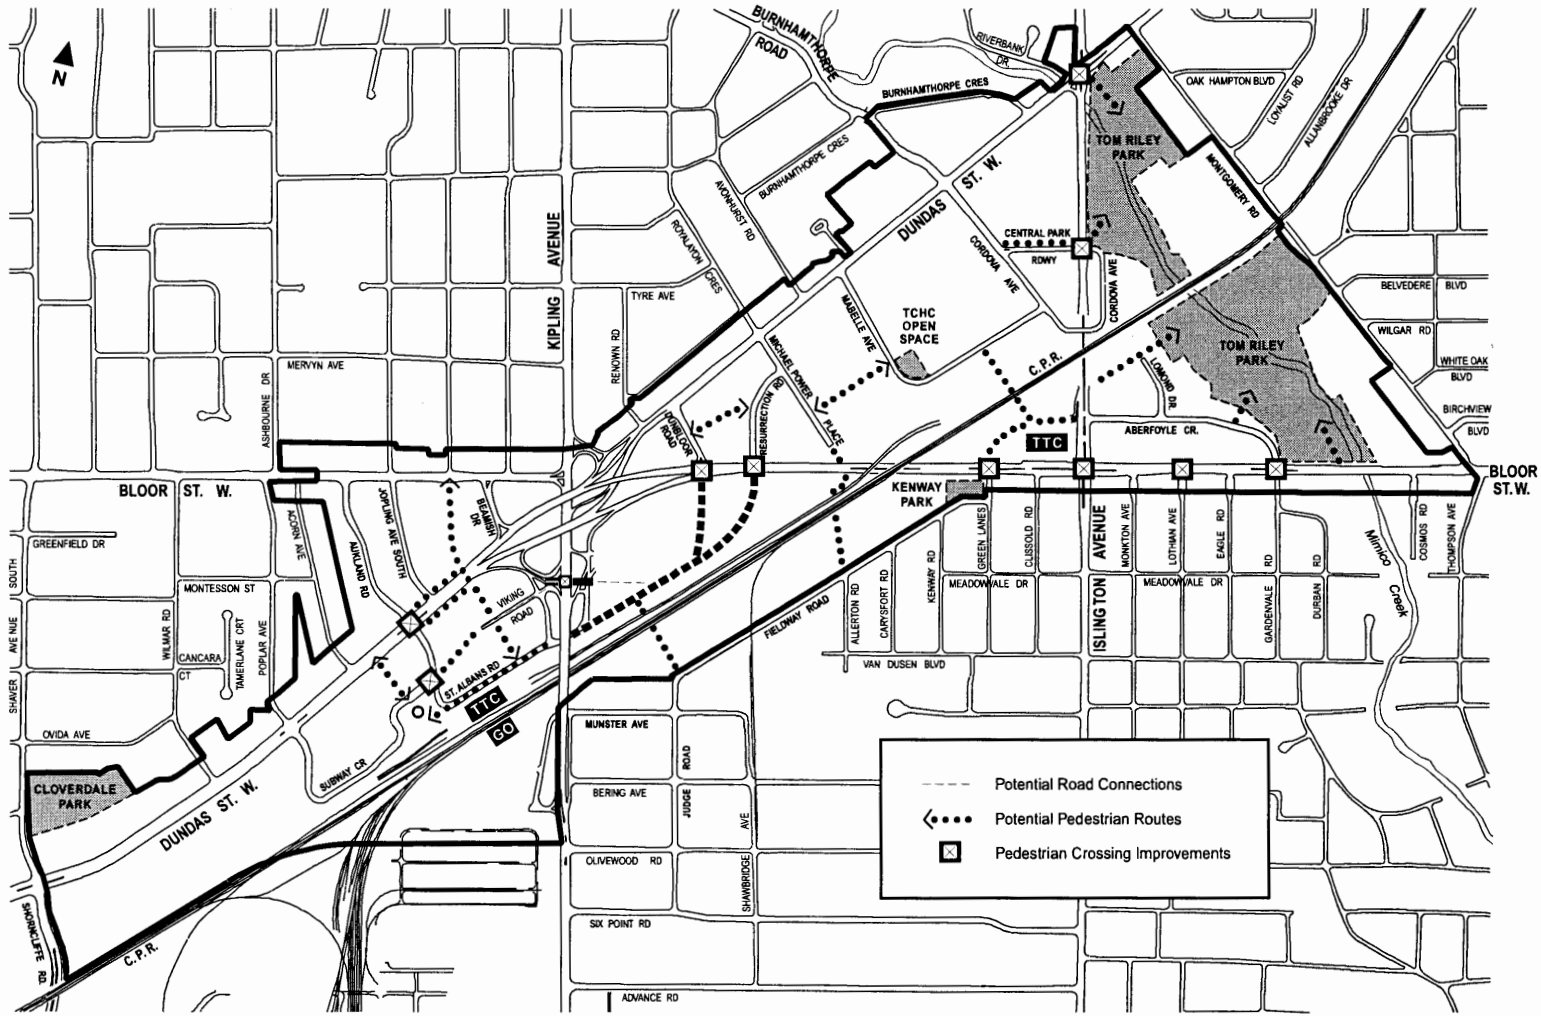 N
BURNHAMTHORPE
ROAD
RIVERBANK
DR.
BURNHAMTHORPE CRES
OAK HAMPTON BLVD
LOYALIST RD
ALLANBROOKE DR
TOM RILEY
PARK
MONTGOMERY RD
BURNHAMTHORPE CRES
AVONHURST RD
ROYALAVON CRES
DUNDAS ST. W.
CENTRAL PARK
RDWY
CORDOVA AVE
CORDOVA AVE
KIPLING AVENUE
TYRE AVE
RENOWN RD
MABELLE AVE
TCHC
OPEN
SPACE
BELVEDERE BLVD
WILGAR RD
WHITE OAK
BLVD
BIRCHVIEW
BLVD
TOM RILEY
PARK
C.P.R.
MERVYN AVE
ASHBOURNE DR
MICHAEL POWER PLACE
RESURRECTION RD
DUNBLOOR
ROAD
LOMOND DR.
ABERFOYLE CR.
TTC
BLOOR
ST. W.
BLOOR ST. W.
KENWAY
PARK
ACORN AVE
AUKLAND RD
JOPLING AVE SOUTH
BEAMISH
DR
GREENFIELD DR
MONTESSON ST
SHAVER AVENUE SOUTH
WILMAR RD
CANCARA
CT
TAMERLANE CRT
POPLAR AVE
VIKING
ROAD
ST. ALBANS RD
TTC
GO
FIELDWAY ROAD
ALLERTON RD
CARYSFORT RD
KENWAY RD
GREEN LANES
CLISSOLD RD
ISLINGTON AVENUE
MONKTON AVE
LOTHIAN AVE
EAGLE RD
GARDENVALE RD
DURBAN RD
COSMOS RD
THOMPSON AVE
Mimico Creek
MEADOWVALE DR
MEADOWVALE DR
VAN DUSEN BLVD
OVIDA AVE
SUBWAY CR
CLOVERDALE
PARK
DUNDAS ST. W.
MUNSTER AVE
BERING AVE
JUDGE ROAD
OLIVEWOOD RD
SHAWBRIDGE AVE
SIX POINT RD
ADVANCE RD
SHORNCLIFFE RD.
C.P.R.
Potential Road Connections
Potential Pedestrian Routes
Pedestrian Crossing Improvements